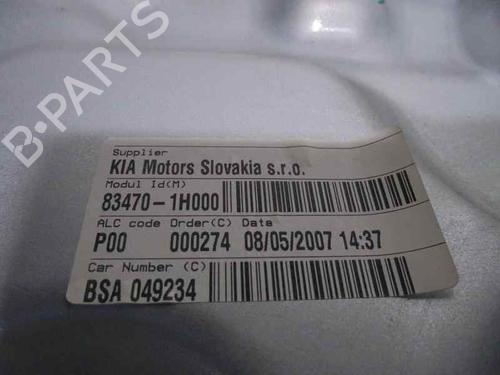 B-PARTS
Supplier
KIA Motors Slovakia s.r.o.
Modul Id(M)
83470-1H000
ALC code Order(C) Date
P00 000274 08/05/2007 14:37
Car Number (C)
BSA 049234